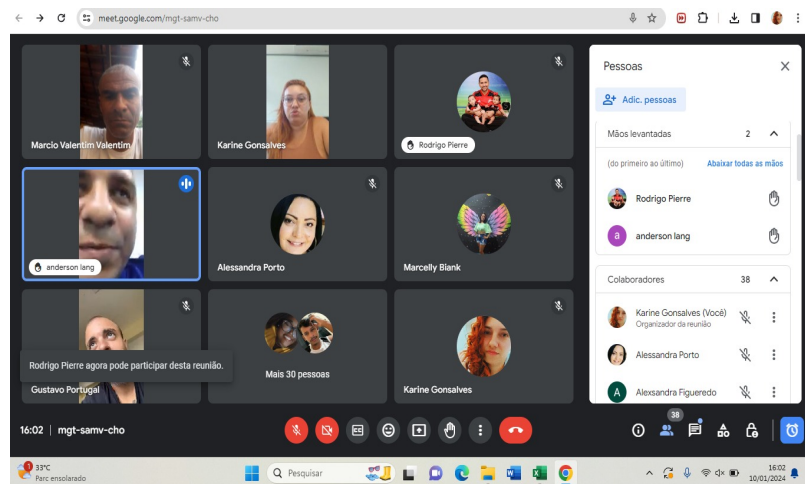 meet.google.com/mgt-samv-cho
Marcio Valentim Valentim
Karine Gonsalves
Rodrigo Pierre
anderson lang
Alessandra Porto
Marcelly Biank
Rodrigo Pierre agora pode participar desta reunião.
Gustavo Portugal
Mais 30 pessoas
Karine Gonsalves
Pessoas
Adic. pessoas
Mãos levantadas 2
(do primeiro ao último) Abaixar todas as mãos
Rodrigo Pierre
a anderson lang
Colaboradores 38
Karine Gonsalves (Você)
Organizador da reunião
Alessandra Porto
A Alexsandra Figueredo
16:02 | mgt-samv-cho
38
33°C
Parc ensolarado
Pesquisar
16:02
10/01/2024